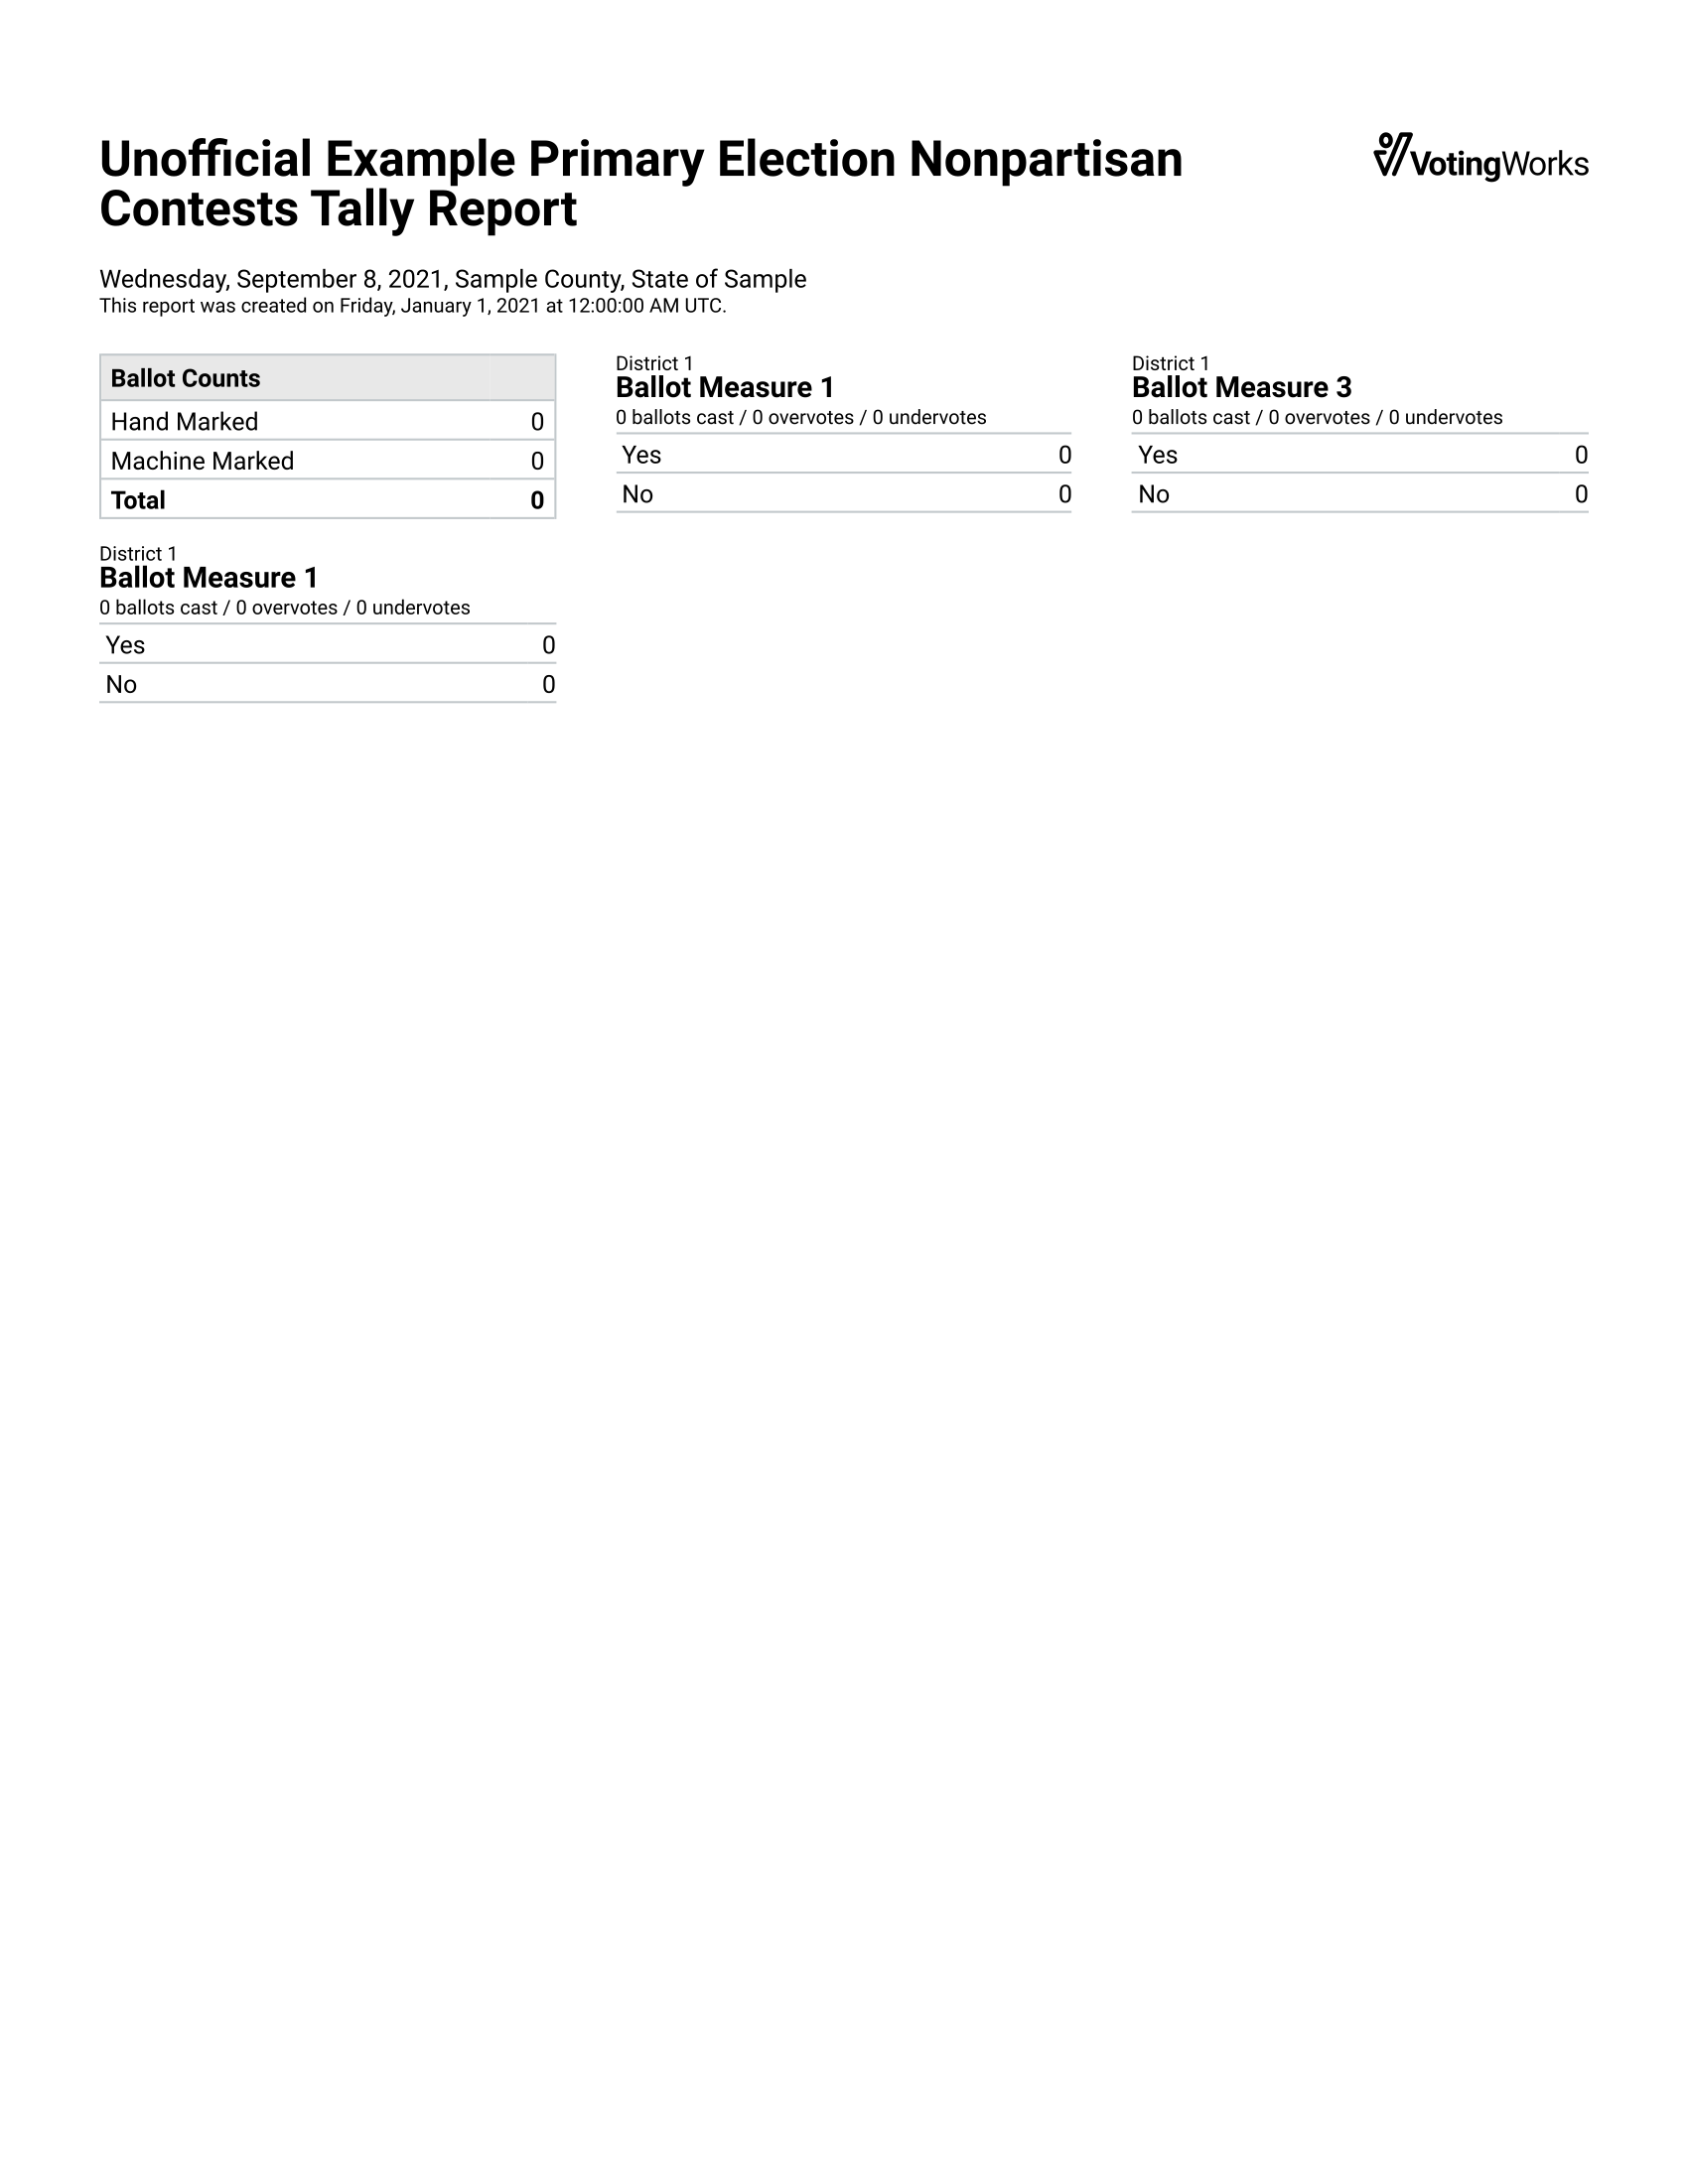 Unofficial Example Primary Election Nonpartisan
Contests Tally Report
VotingWorks
Wednesday, September 8, 2021, Sample County, State of Sample
This report was created on Friday, January 1, 2021 at 12:00:00 AM UTC.
Ballot Counts
Hand Marked 0
Machine Marked 0
Total 0
District 1
Ballot Measure 1
0 ballots cast / 0 overvotes / 0 undervotes
Yes 0
No 0
District 1
Ballot Measure 1
0 ballots cast / 0 overvotes / 0 undervotes
Yes 0
No 0
District 1
Ballot Measure 3
0 ballots cast / 0 overvotes / 0 undervotes
Yes 0
No 0